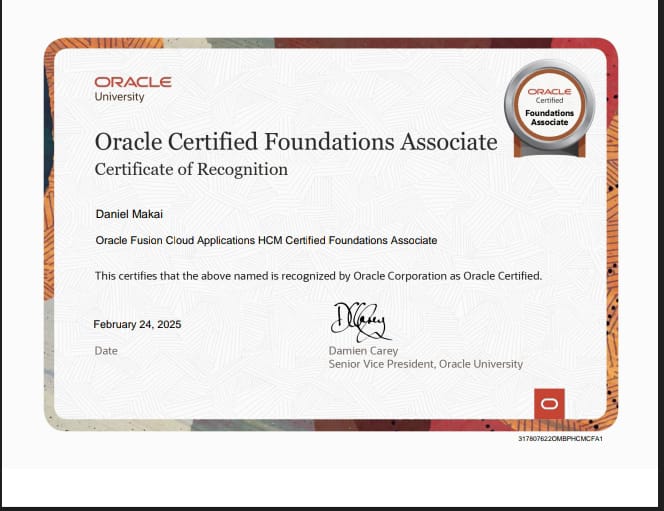 ORACLE
University
ORACLE
Certified
Foundations
Associate
Oracle Certified Foundations Associate
Certificate of Recognition
Daniel Makai
Oracle Fusion Cloud Applications HCM Certified Foundations Associate
This certifies that the above named is recognized by Oracle Corporation as Oracle Certified.
February 24, 2025
Date
Damien Carey
Senior Vice President, Oracle University
317807622OMBPHCMCFA1